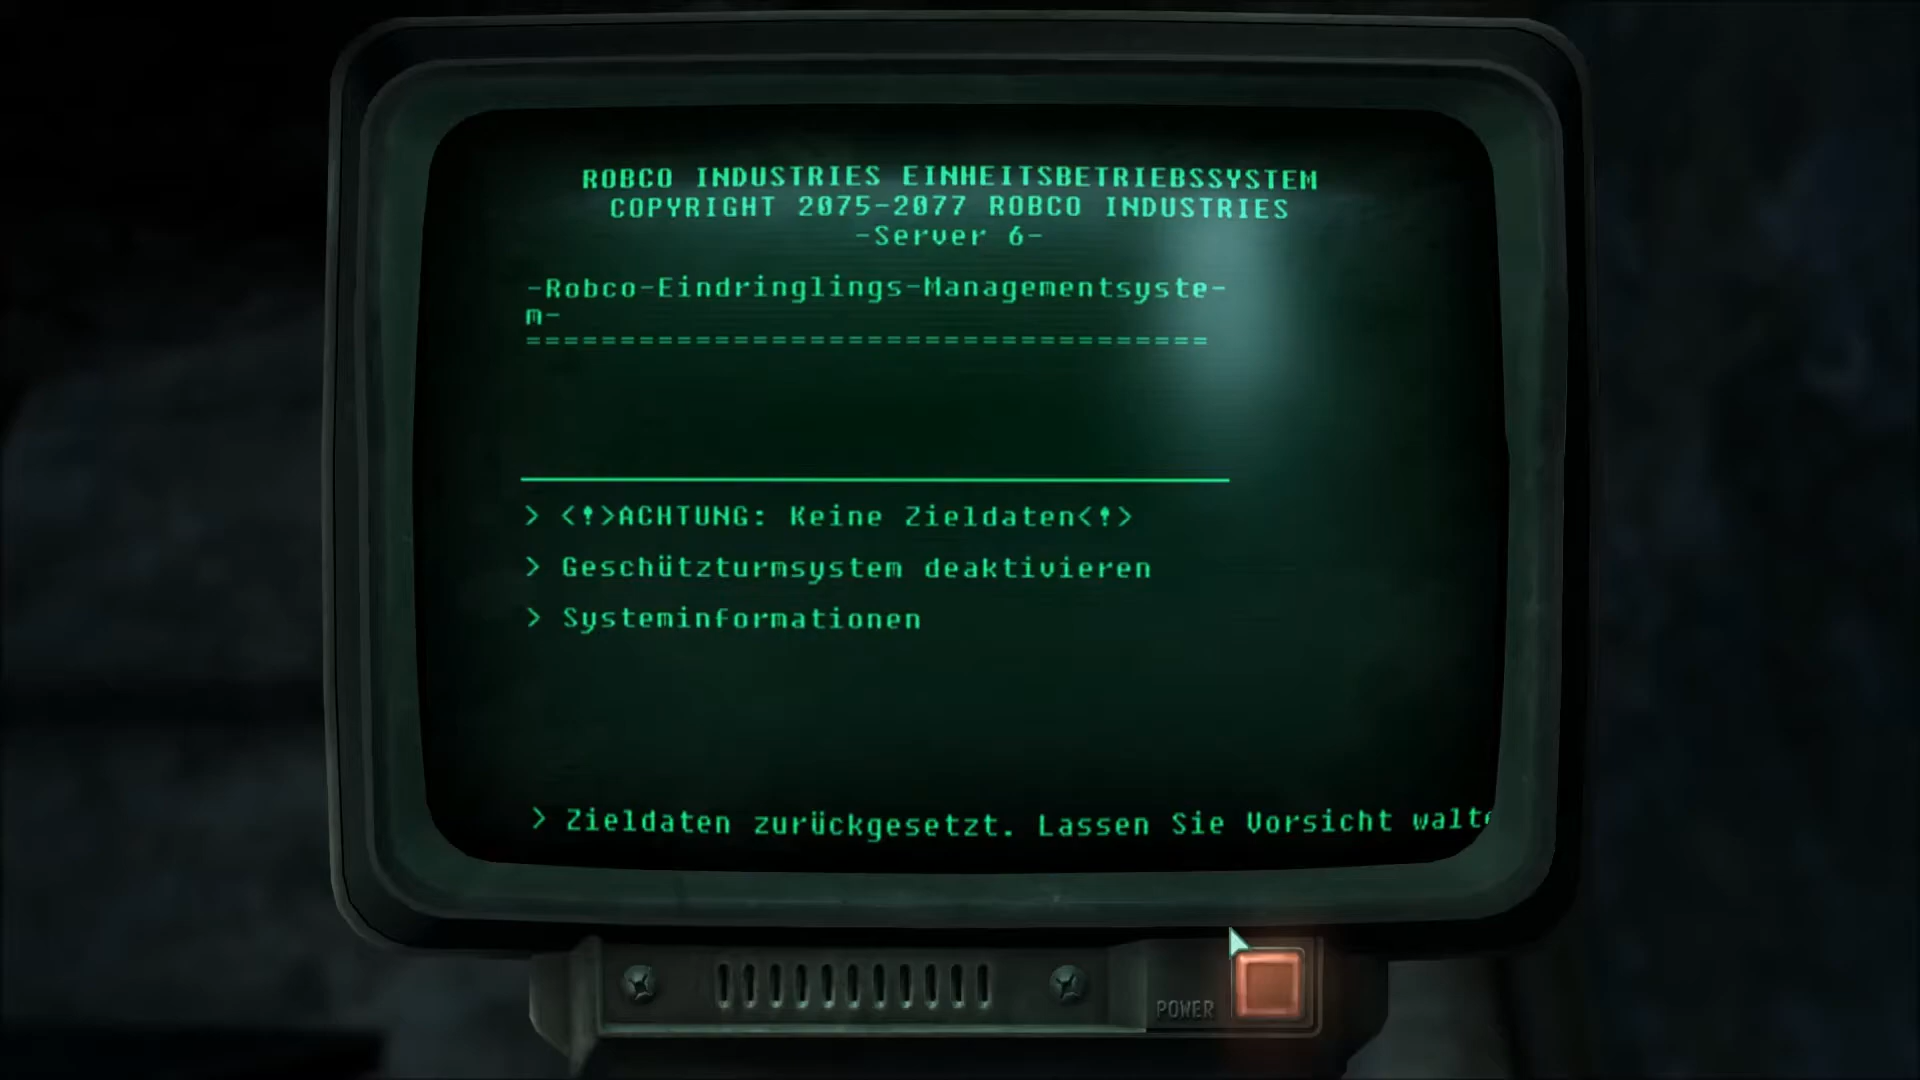 ROBCO INDUSTRIES EINHEITSBETRIEBSSYSTEM
COPYRIGHT 2075-2077 ROBCO INDUSTRIES
-Server 6-
-Robco-Eindringlings-Managementsyste-
m-
=====================================
> <!>ACHTUNG: Keine Zieldaten<!>
> Geschützturmsystem deaktivieren
> Systeminformationen
> Zieldaten zurückgesetzt. Lassen Sie Vorsicht walte
POWER